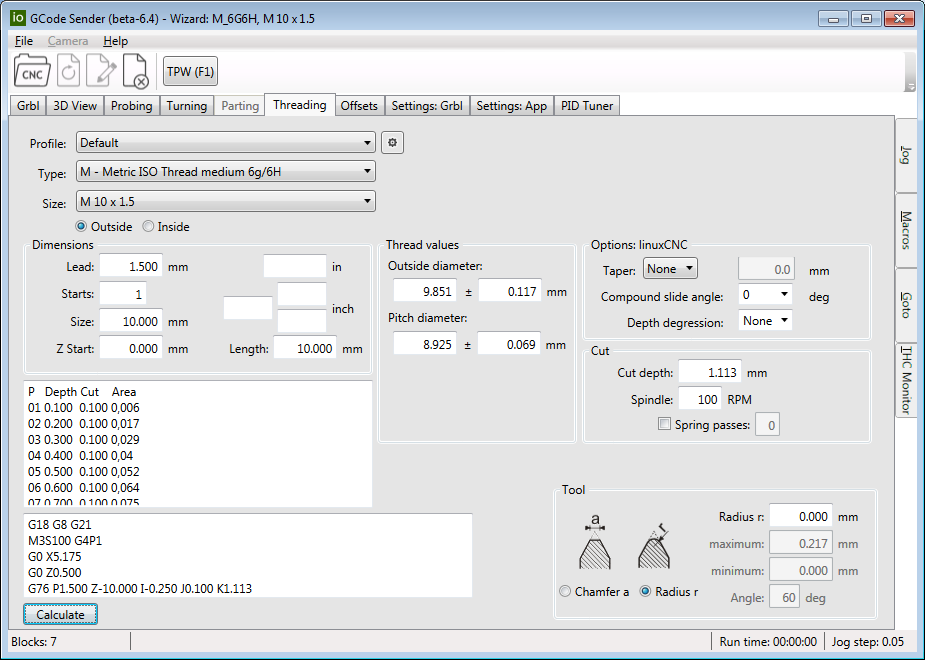 io GCode Sender (beta-6.4) - Wizard: M_6G6H, M 10 x 1.5
File Camera Help
CNC TPW (F1)
Grbl 3D View Probing Turning Parting Threading Offsets Settings: Grbl Settings: App PID Tuner
Profile: Default
Type: M - Metric ISO Thread medium 6g/6H
Size: M 10 x 1.5
Outside Inside
Dimensions
Lead: 1.500 mm in
Starts: 1
inch
Size: 10.000 mm
Z Start: 0.000 mm Length: 10.000 mm
Thread values
Outside diameter:
9.851 ± 0.117 mm
Pitch diameter:
8.925 ± 0.069 mm
Options: linuxCNC
Taper: None 0.0 mm
Compound slide angle: 0 deg
Depth degression: None
Cut
Cut depth: 1.113 mm
Spindle: 100 RPM
Spring passes: 0
P Depth Cut Area
01 0.100 0.100 0,006
02 0.200 0.100 0,017
03 0.300 0.100 0,029
04 0.400 0.100 0,04
05 0.500 0.100 0,052
06 0.600 0.100 0,064
07 0.700 0.100 0,075
G18 G8 G21
M3S100 G4P1
G0 X5.175
G0 Z0.500
G76 P1.500 Z-10.000 I-0.250 J0.100 K1.113
Calculate
Tool
a r
Radius r: 0.000 mm
maximum: 0.217 mm
minimum: 0.000 mm
Chamfer a Radius r
Angle: 60 deg
Jog
Macros
Goto
THC Monitor
Blocks: 7 Run time: 00:00:00 Jog step: 0.05